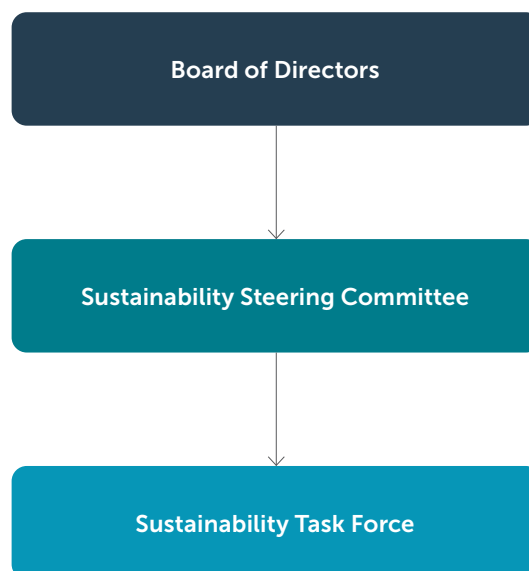 Board of Directors
Sustainability Steering Committee
Sustainability Task Force